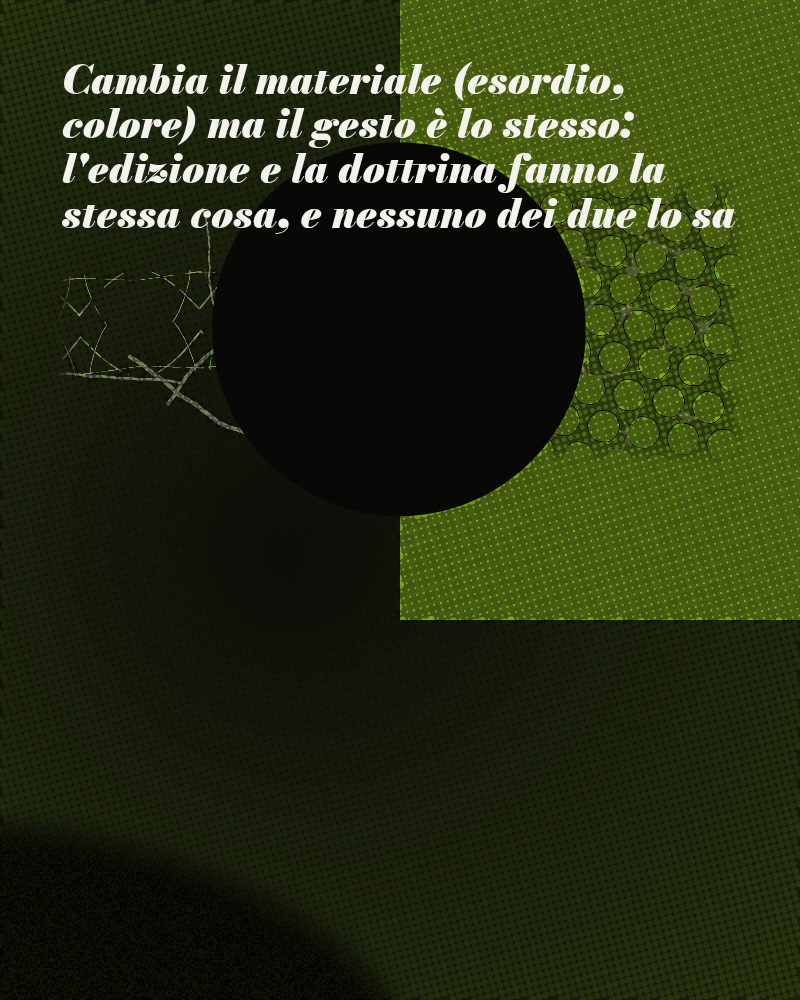 Cambia il materiale (esordio,
colore) ma il gesto è lo stesso:
l'edizione e la dottrina fanno la
stessa cosa, e nessuno dei due lo sa